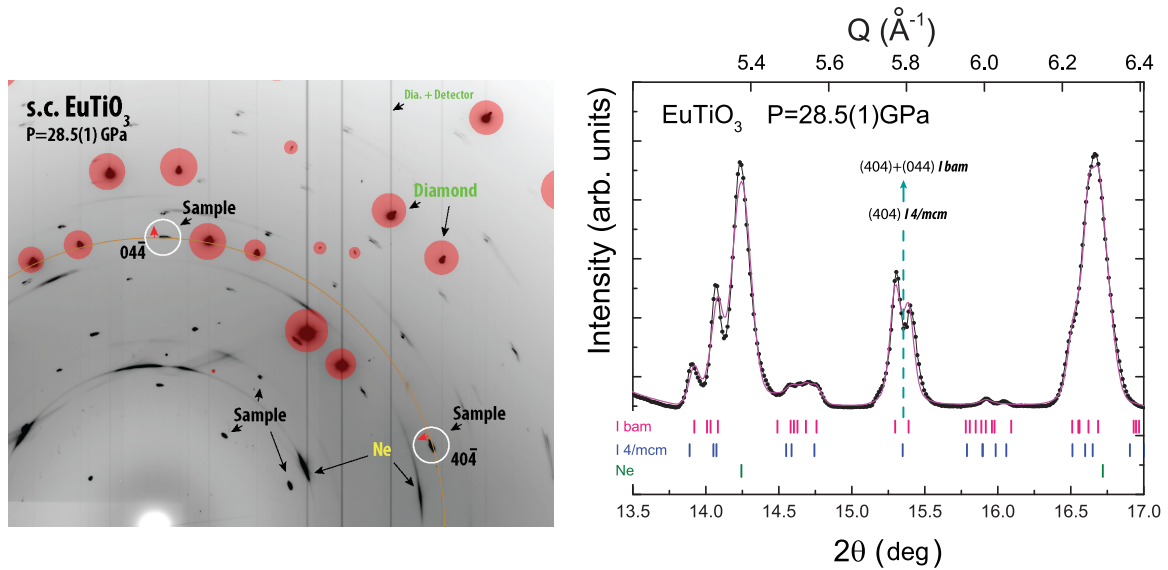 s.c. EuTiO3
P=28.5(1) GPa
Dia. + Detector
Diamond
Sample
044̄
Sample
Ne
Sample
404̄
Q (Å-1)
5.4 5.6 5.8 6.0 6.2 6.4
EuTiO3 P=28.5(1)GPa
(404)+(044) I bam
(404) I 4/mcm
Intensity (arb. units)
I bam
I 4/mcm
Ne
13.5 14.0 14.5 15.0 15.5 16.0 16.5 17.0
2θ (deg)